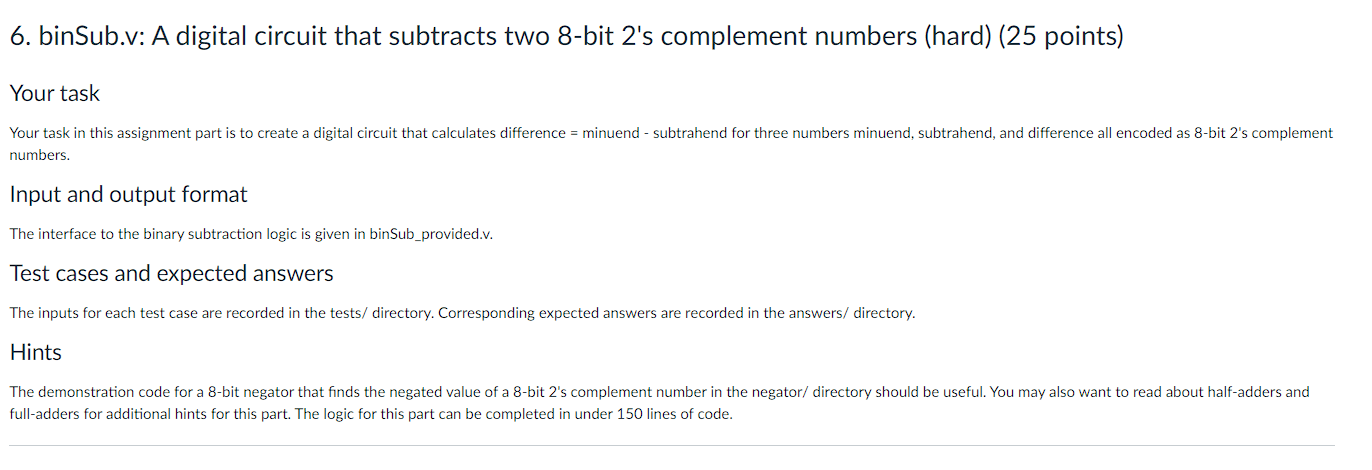 6. binSub.v: A digital circuit that subtracts two 8-bit 2's complement numbers (hard) (25 points)
Your task
Your task in this assignment part is to create a digital circuit that calculates difference = minuend - subtrahend for three numbers minuend, subtrahend, and difference all encoded as 8-bit 2's complement
numbers.
Input and output format
The interface to the binary subtraction logic is given in binSub_provided.v.
Test cases and expected answers
The inputs for each test case are recorded in the tests/ directory. Corresponding expected answers are recorded in the answers/ directory.
Hints
The demonstration code for a 8-bit negator that finds the negated value of a 8-bit 2's complement number in the negator/ directory should be useful. You may also want to read about half-adders and
full-adders for additional hints for this part. The logic for this part can be completed in under 150 lines of code.